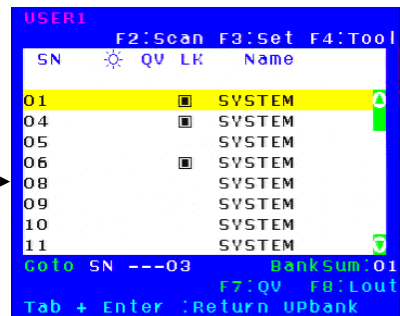 USER1
F2:Scan F3:Set F4:Tool
SN QV LK Name
01 SYSTEM
04 SYSTEM
05 SYSTEM
06 SYSTEM
08 SYSTEM
09 SYSTEM
10 SYSTEM
11 SYSTEM
Goto SN ---03 BankSum:01
F7:QV F8:Lout
Tab + Enter :Return UPbank